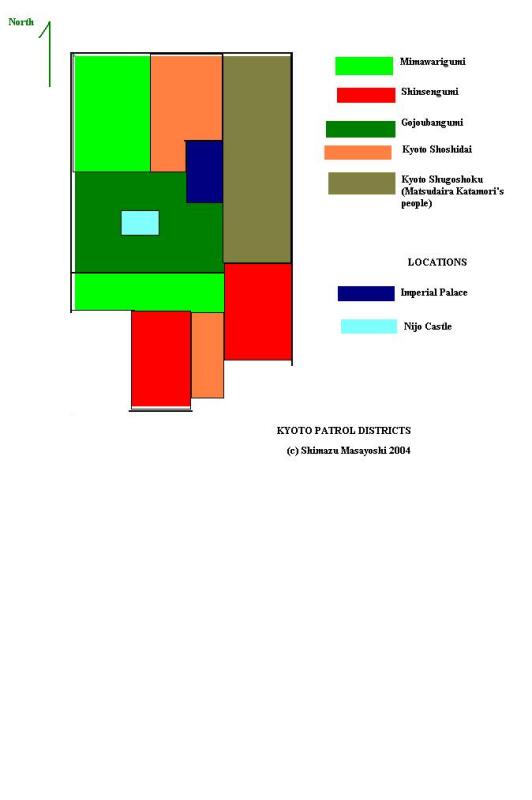 North
Mimawarigumi
Shinsengumi
Gojoubangumi
Kyoto Shoshidai
Kyoto Shugoshoku
(Matsudaira Katamori's
people)
LOCATIONS
Imperial Palace
Nijo Castle
KYOTO PATROL DISTRICTS
(c) Shimazu Masayoshi 2004